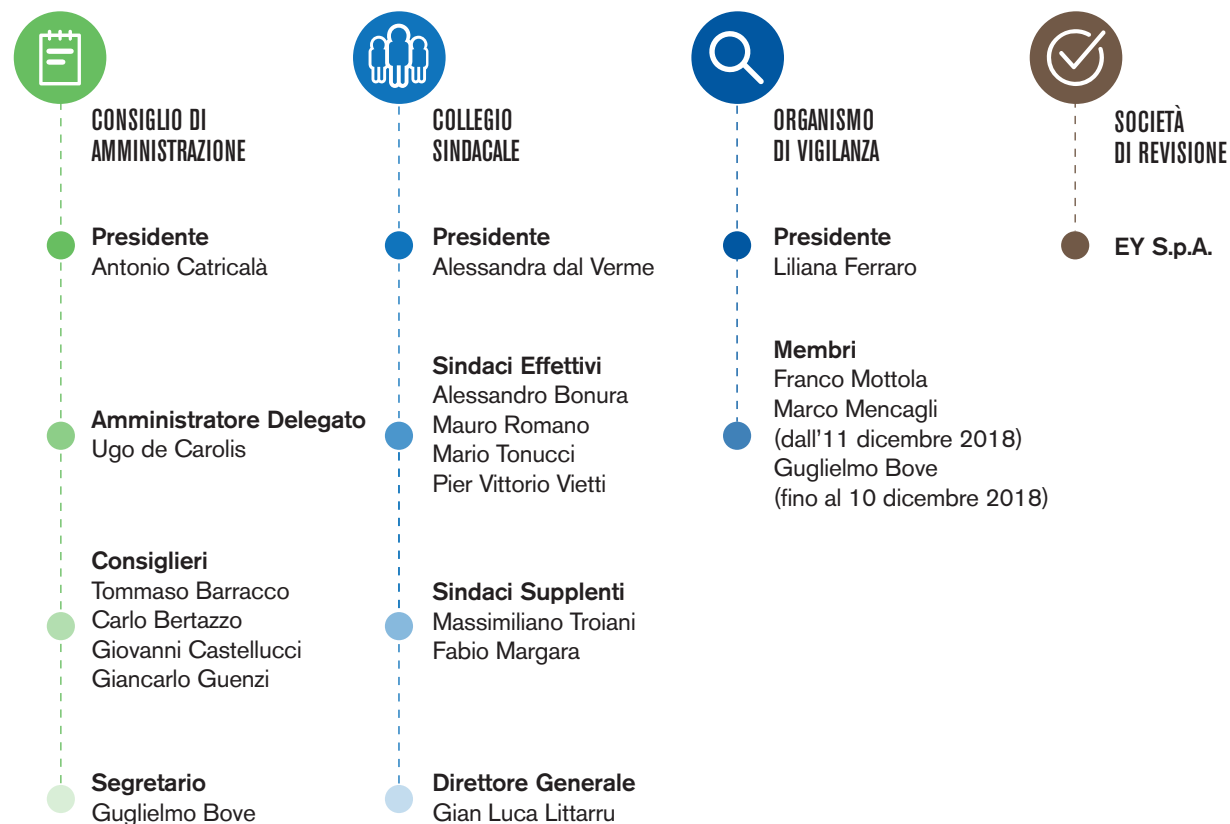 CONSIGLIO DI
AMMINISTRAZIONE
Presidente
Antonio Catricalà
Amministratore Delegato
Ugo de Carolis
Consiglieri
Tommaso Barracco
Carlo Bertazzo
Giovanni Castellucci
Giancarlo Guenzi
Segretario
Guglielmo Bove
COLLEGIO
SINDACALE
Presidente
Alessandra dal Verme
Sindaci Effettivi
Alessandro Bonura
Mauro Romano
Mario Tonucci
Pier Vittorio Vietti
Sindaci Supplenti
Massimiliano Troiani
Fabio Margara
Direttore Generale
Gian Luca Littarru
ORGANISMO
DI VIGILANZA
Presidente
Liliana Ferraro
Membri
Franco Mottola
Marco Mencagli
(dall'11 dicembre 2018)
Guglielmo Bove
(fino al 10 dicembre 2018)
SOCIETÀ
DI REVISIONE
EY S.p.A.